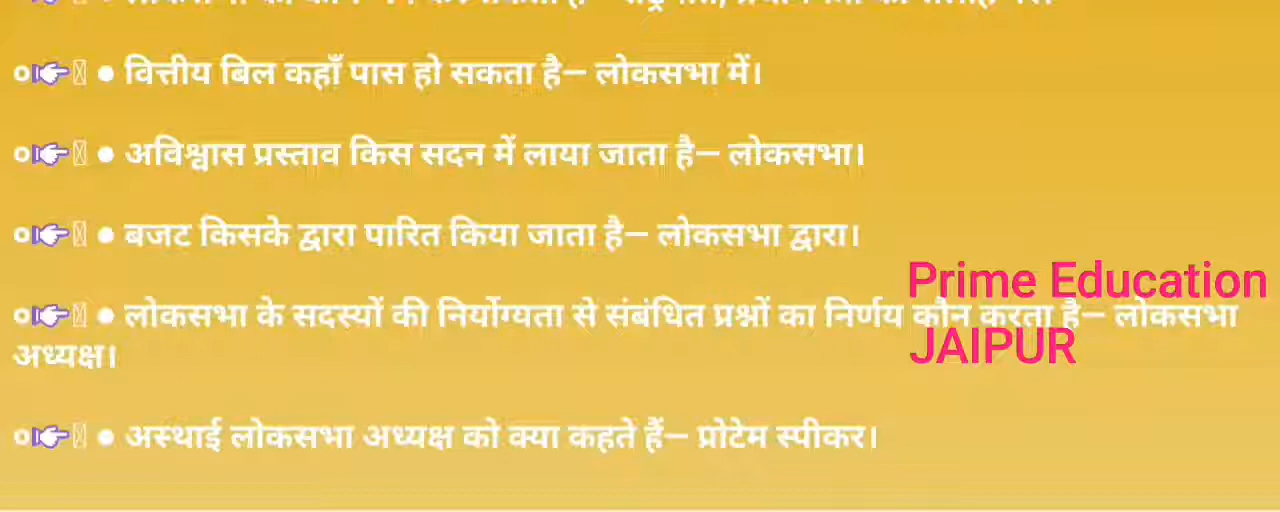 o👉 ● वित्तीय बिल कहाँ पास हो सकता है– लोकसभा में।
o👉 ● अविश्वास प्रस्ताव किस सदन में लाया जाता है– लोकसभा।
o👉 ● बजट किसके द्वारा पारित किया जाता है– लोकसभा द्वारा।
Prime Education
o👉 ● लोकसभा के सदस्यों की निर्योग्यता से संबंधित प्रश्नों का निर्णय कौन करता है– लोकसभा
अध्यक्ष।
JAIPUR
o👉 ● अस्थाई लोकसभा अध्यक्ष को क्या कहते हैं– प्रोटेम स्पीकर।